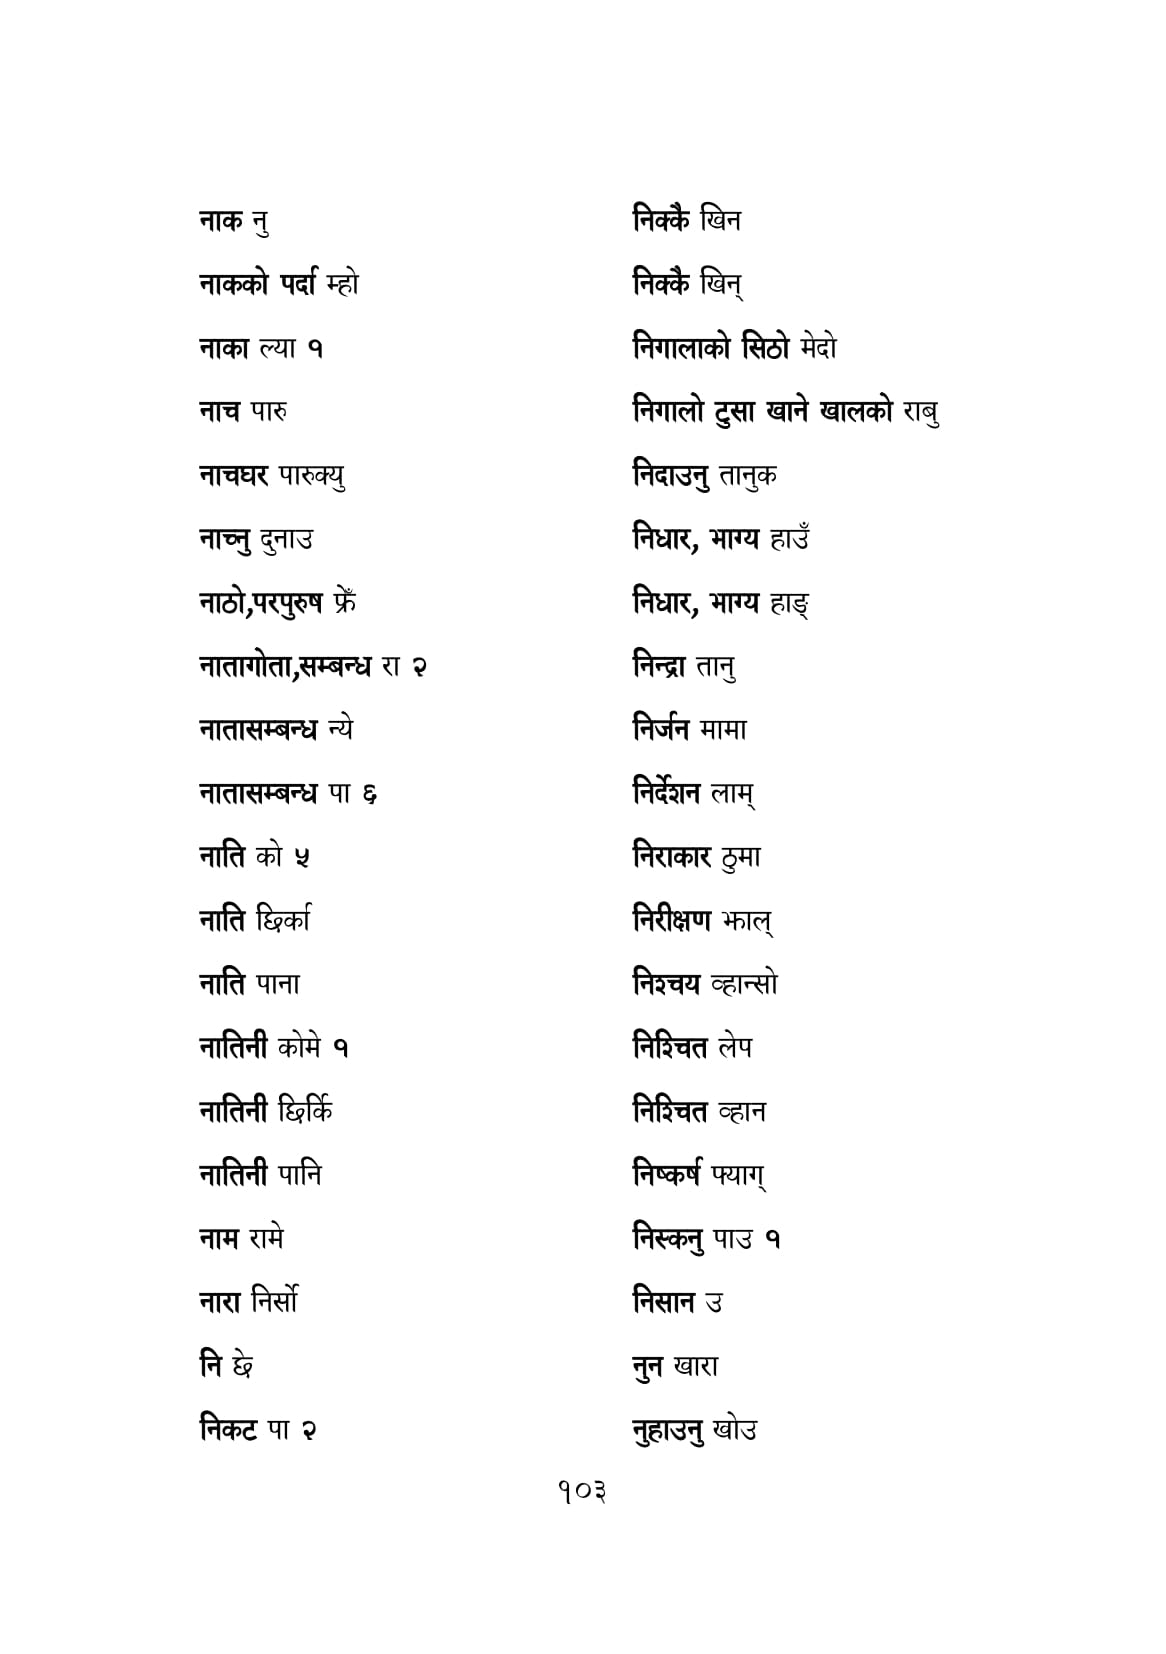 नाक नु
नाकको पर्दा म्हो
नाका ल्या १
नाच पारु
नाचघर पारुक्यु
नाच्नु दुनाउ
नाठो,परपुरुष फ्रेँ
नातागोता,सम्बन्ध रा २
नातासम्बन्ध न्ये
नातासम्बन्ध पा ६
नाति को ५
नाति छिर्का
नाति पाना
नातिनी कोमे १
नातिनी छिर्कि
नातिनी पानि
नाम रामे
नारा निर्सो
नि छे
निकट पा २
निक्कै खिन
निक्कै खिन्
निगालाको सिठो मेदो
निगालो टुसा खाने खालको राबु
निदाउनु तानुक
निधार, भाग्य हाउँ
निधार, भाग्य हाङ्
निन्द्रा तानु
निर्जन मामा
निर्देशन लाम्
निराकार ठुमा
निरीक्षण झाल्
निश्चय व्हान्सो
निश्चित लेप
निश्चित व्हान
निष्कर्ष फ्याग्
निस्कनु पाउ १
निसान उ
नुन खारा
नुहाउनु खोउ
१०३